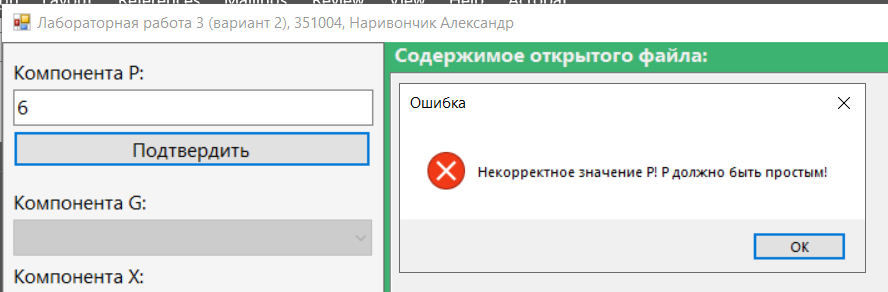 Лабораторная работа 3 (вариант 2), 351004, Наривончик Александр
Компонента P:
6
Подтвердить
Компонента G:
Компонента X:
Содержимое открытого файла:
Ошибка
Некорректное значение P! P должно быть простым!
OK